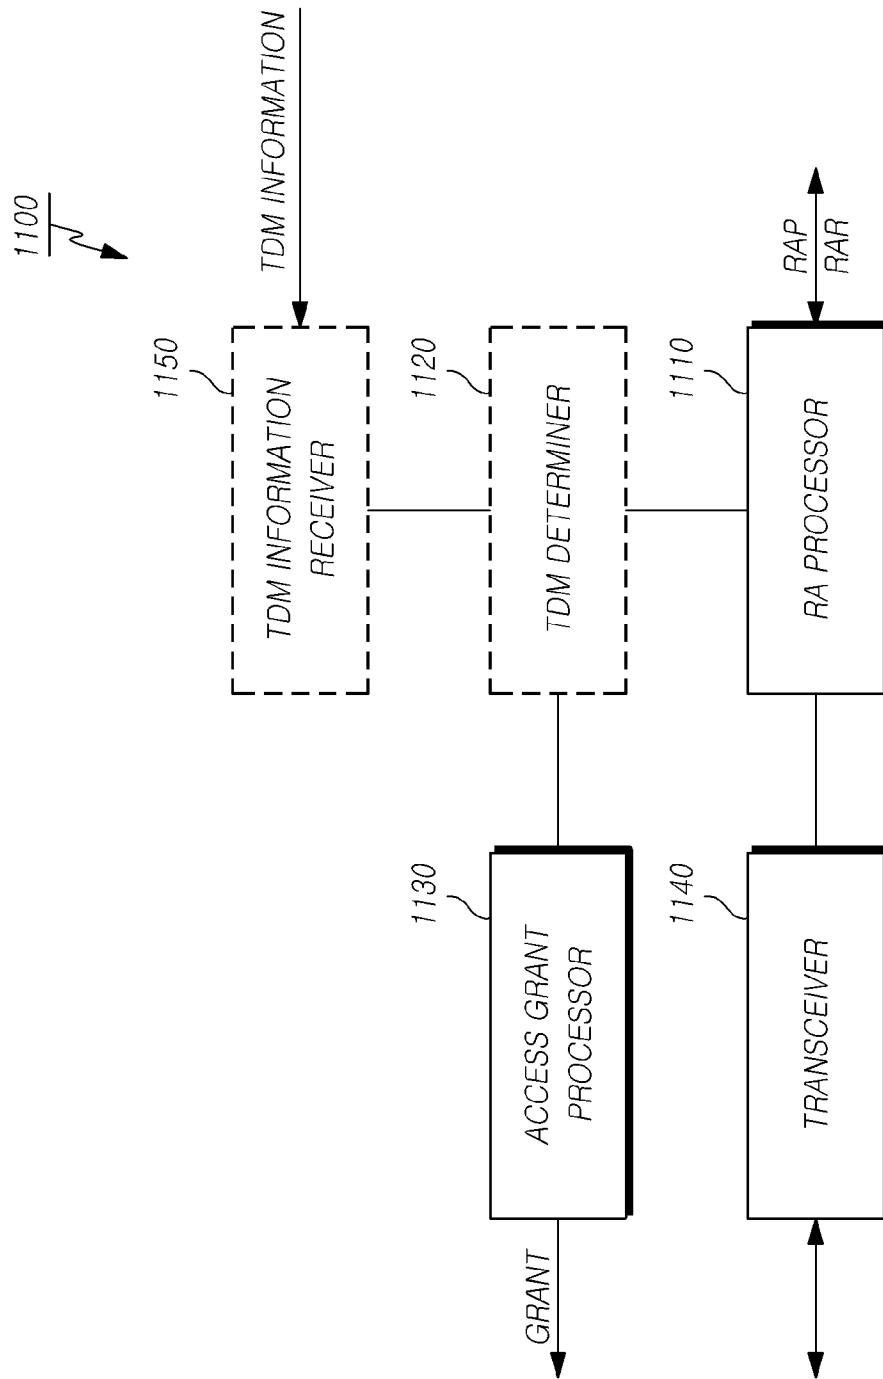 1100
TDM INFORMATION
1150
TDM INFORMATION
RECEIVER
1120
TDM DETERMINER
1110
RA PROCESSOR
RAP
RAR
1130
ACCESS GRANT
PROCESSOR
GRANT
1140
TRANSCEIVER